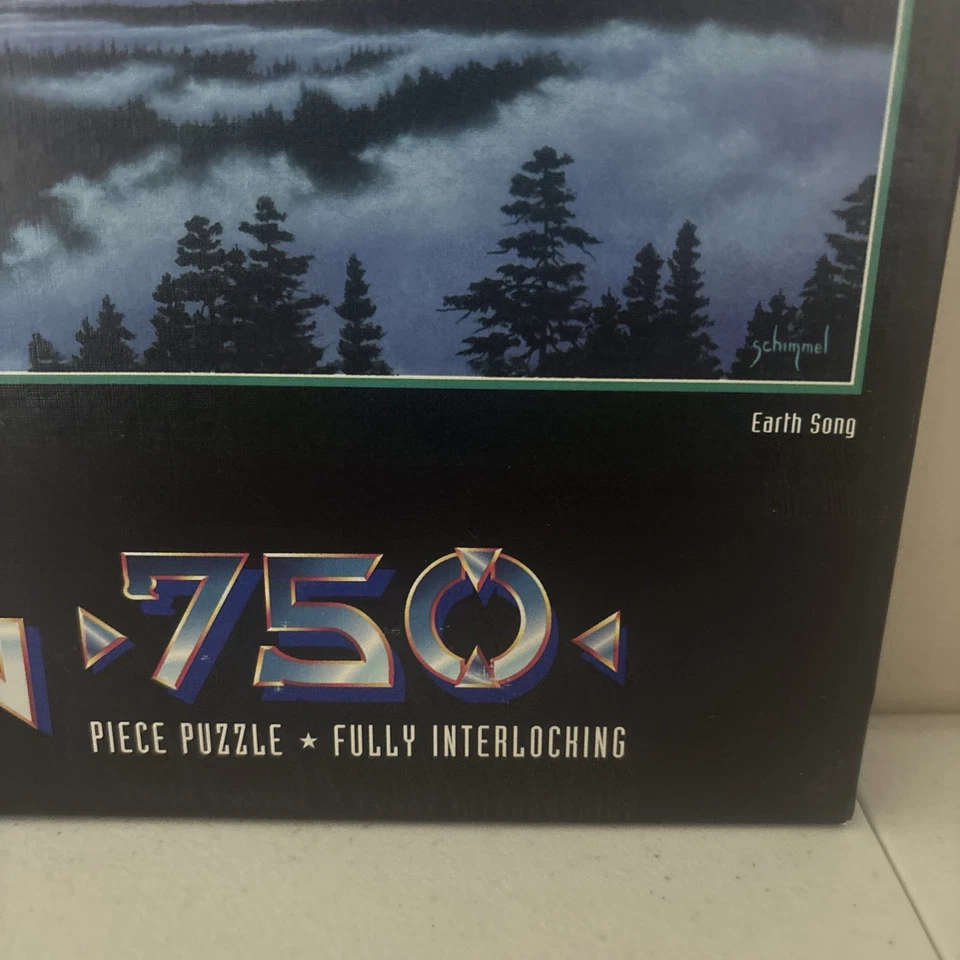 schimmel
Earth Song
750
PIECE PUZZLE ★ FULLY INTERLOCKING